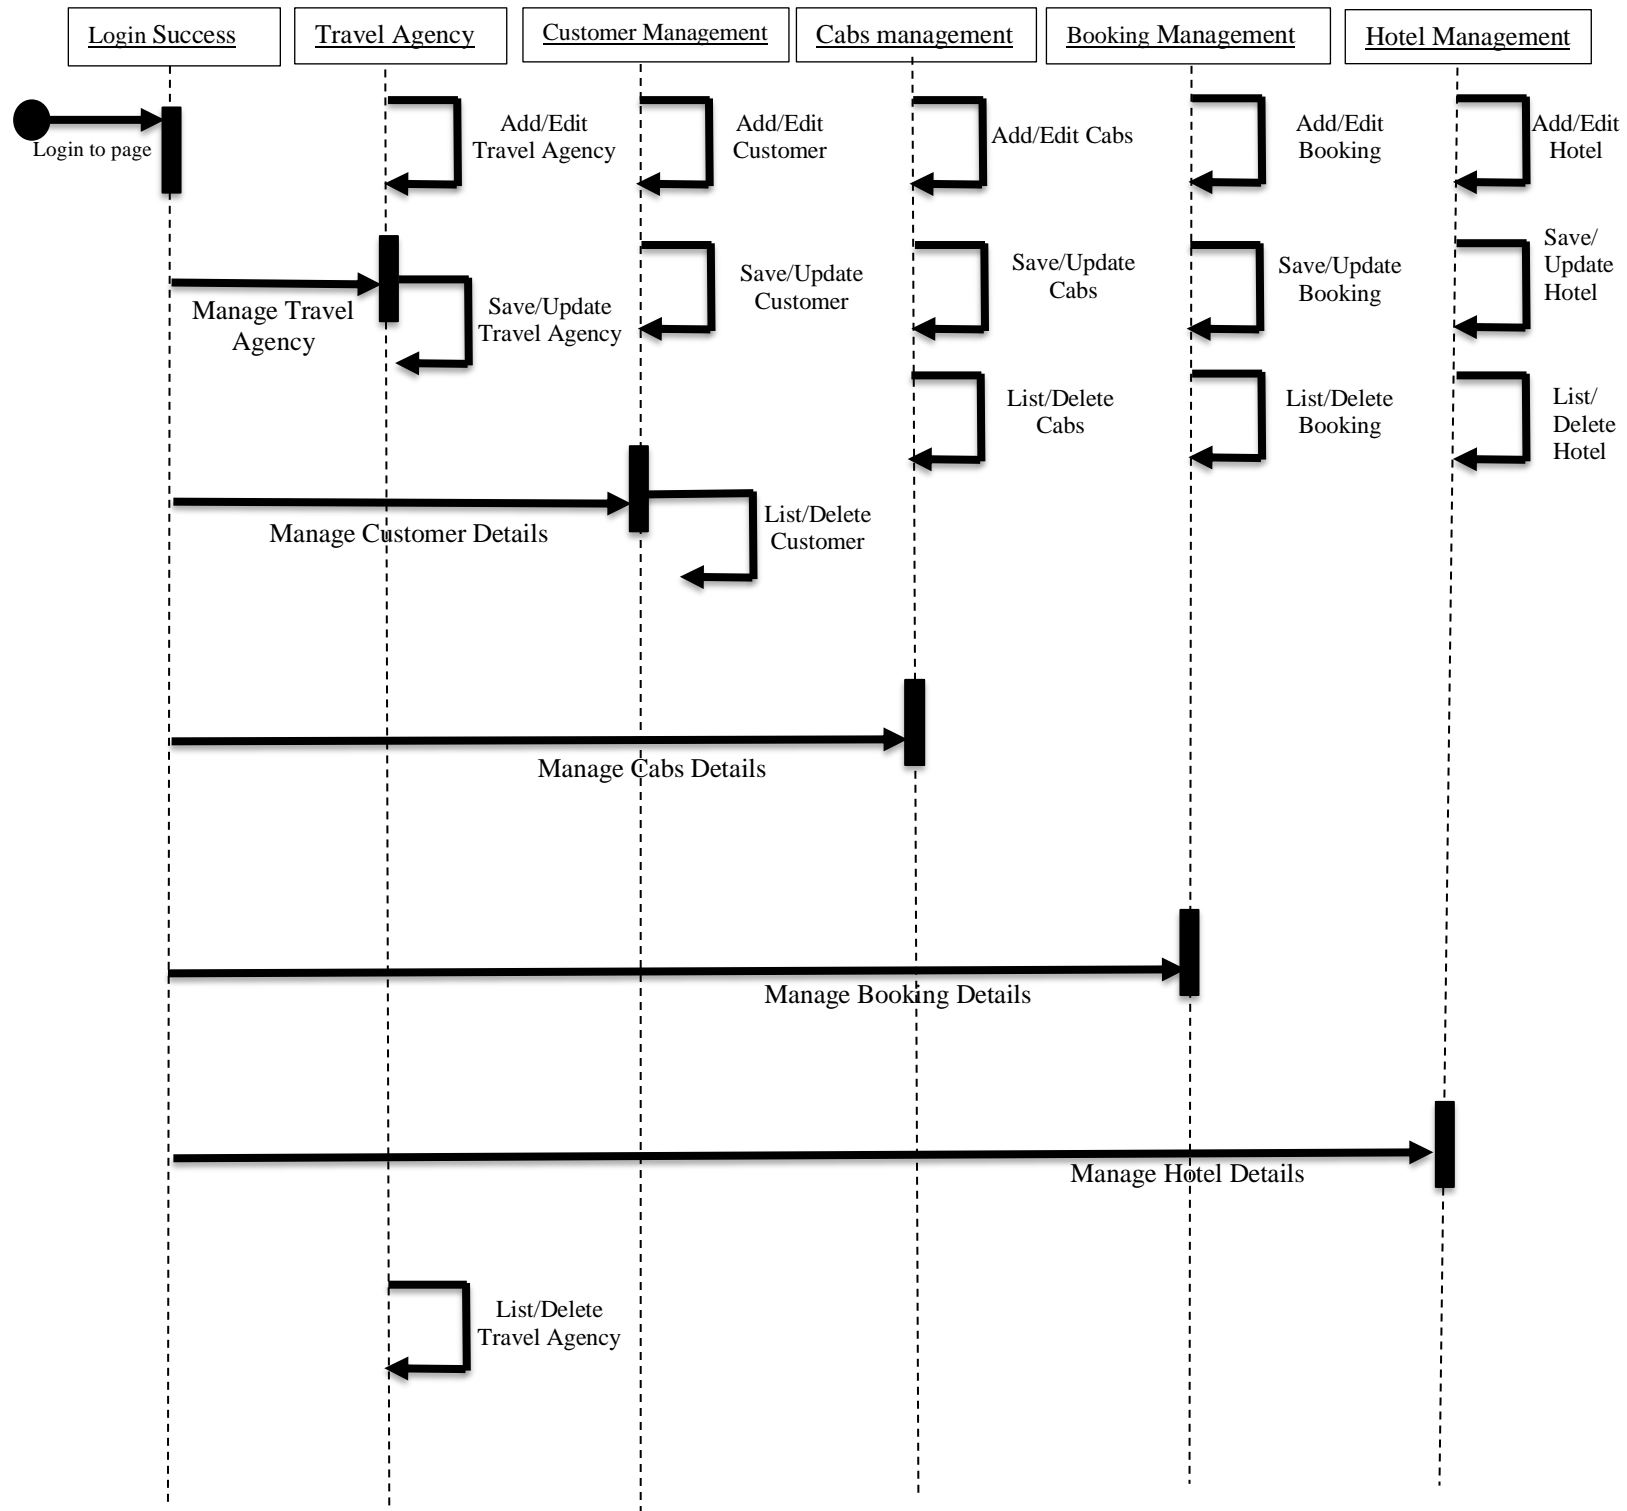 Login Success
Travel Agency
Customer Management
Cabs management
Booking Management
Hotel Management
Login to page
Add/Edit
Travel Agency
Add/Edit
Customer
Add/Edit Cabs
Add/Edit
Booking
Add/Edit
Hotel
Manage Travel
Agency
Save/Update
Travel Agency
Save/Update
Customer
Save/Update
Cabs
Save/Update
Booking
Save/
Update
Hotel
List/Delete
Cabs
List/Delete
Booking
List/
Delete
Hotel
Manage Customer Details
List/Delete
Customer
Manage Cabs Details
Manage Booking Details
Manage Hotel Details
List/Delete
Travel Agency